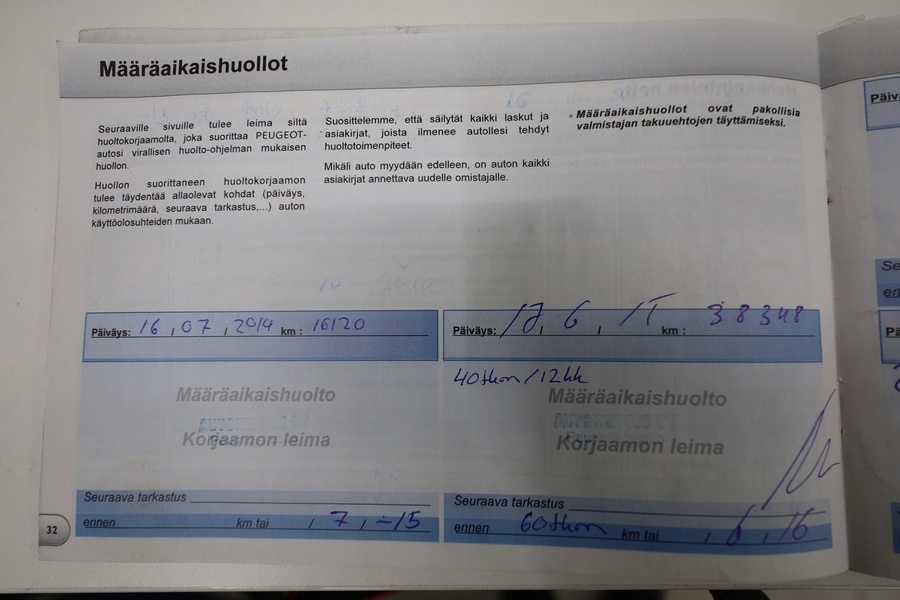 Määräaikaishuollot
Seuraaville sivuille tulee leima siltä
huoltokorjaamolta, joka suorittaa PEUGEOT-
autosi virallisen huolto-ohjelman mukaisen
huollon.
Huollon suorittaneen huoltokorjaamon
tulee täydentää allaolevat kohdat (päiväys,
kilometrimäärä, seuraava tarkastus,...) auton
käyttöolosuhteiden mukaan.
Suosittelemme, että säilytät kaikki laskut ja
asiakirjat, joista ilmenee autollesi tehdyt
huoltotoimenpiteet.
Mikäli auto myydään edelleen, on auton kaikki
asiakirjat annettava uudelle omistajalle.
• Määräaikaishuollot ovat pakollisia
valmistajan takuuehtojen täyttämiseksi.
Päiväys: 16 , 07 , 2014 km : 16120
Määräaikaishuolto
Korjaamon leima
Seuraava tarkastus
ennen km tai / 7 , -15
Päiväys: 17, 6 / 15 km : 38348
40tkm/12kk
Määräaikaishuolto
Korjaamon leima
Seuraava tarkastus
ennen 60tkm km tai , 6 , 16
32